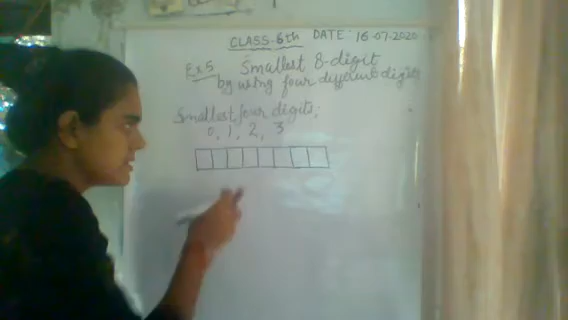 CLASS-6th DATE: 16-07-2020
Ex 5 Smallest 8-digit
by using four different digits
Smallest four digits;
0, 1, 2, 3